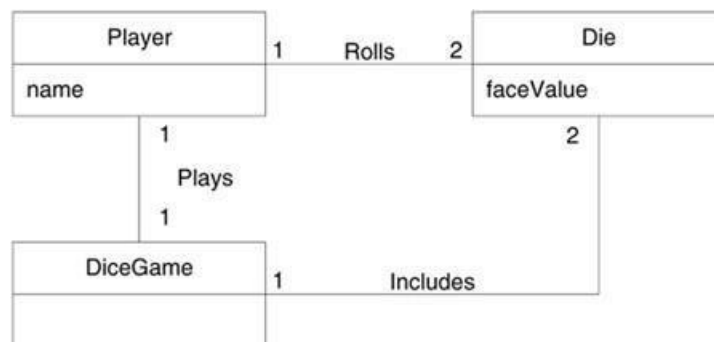 Player
1 Rolls 2
Die
name
faceValue
1
2
Plays
1
DiceGame
1 Includes